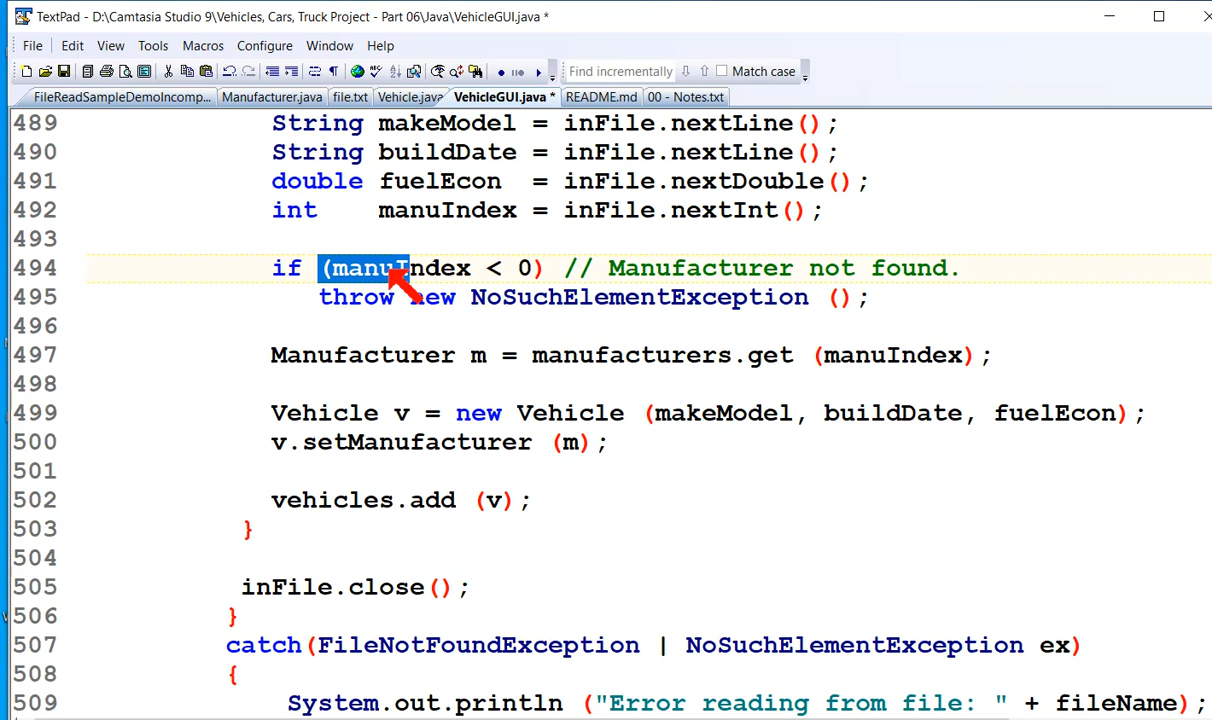 TextPad - D:\Camtasia Studio 9\Vehicles, Cars, Truck Project - Part 06\Java\VehicleGUI.java *
File Edit View Tools Macros Configure Window Help
Find incrementally Match case
FileReadSampleDemoIncomp... Manufacturer.java file.txt Vehicle.java VehicleGUI.java * README.md 00 - Notes.txt
489 String makeModel = inFile.nextLine();
490 String buildDate = inFile.nextLine();
491 double fuelEcon = inFile.nextDouble();
492 int manuIndex = inFile.nextInt();
493
494 if (manuIndex < 0) // Manufacturer not found.
495 throw new NoSuchElementException ();
496
497 Manufacturer m = manufacturers.get (manuIndex);
498
499 Vehicle v = new Vehicle (makeModel, buildDate, fuelEcon);
500 v.setManufacturer (m);
501
502 vehicles.add (v);
503 }
504
505 inFile.close();
506 }
507 catch(FileNotFoundException | NoSuchElementException ex)
508 {
509 System.out.println ("Error reading from file: " + fileName);